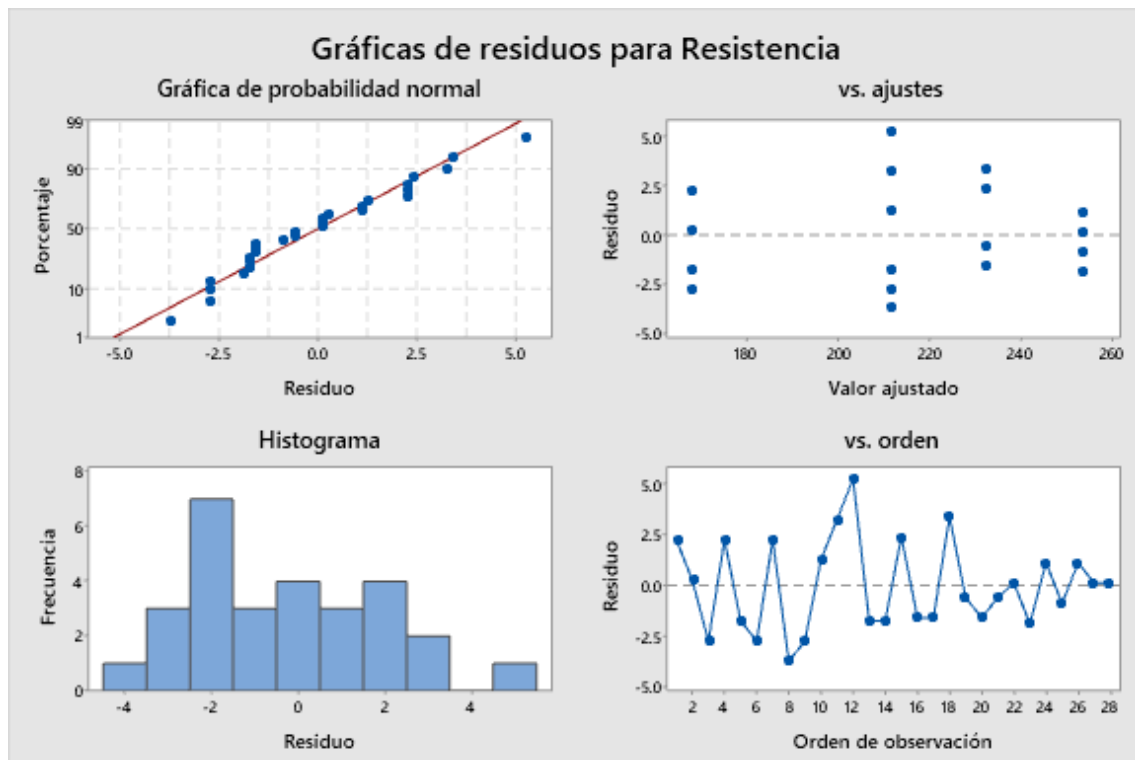 Gráficas de residuos para Resistencia
Gráfica de probabilidad normal
99
90
50
10
1
Porcentaje
-5.0 -2.5 0.0 2.5 5.0
Residuo
vs. ajustes
5.0
2.5
0.0
-2.5
-5.0
Residuo
180 200 220 240 260
Valor ajustado
Histograma
8
6
4
2
0
Frecuencia
-4 -2 0 2 4
Residuo
vs. orden
5.0
2.5
0.0
-2.5
-5.0
Residuo
2 4 6 8 10 12 14 16 18 20 22 24 26 28
Orden de observación